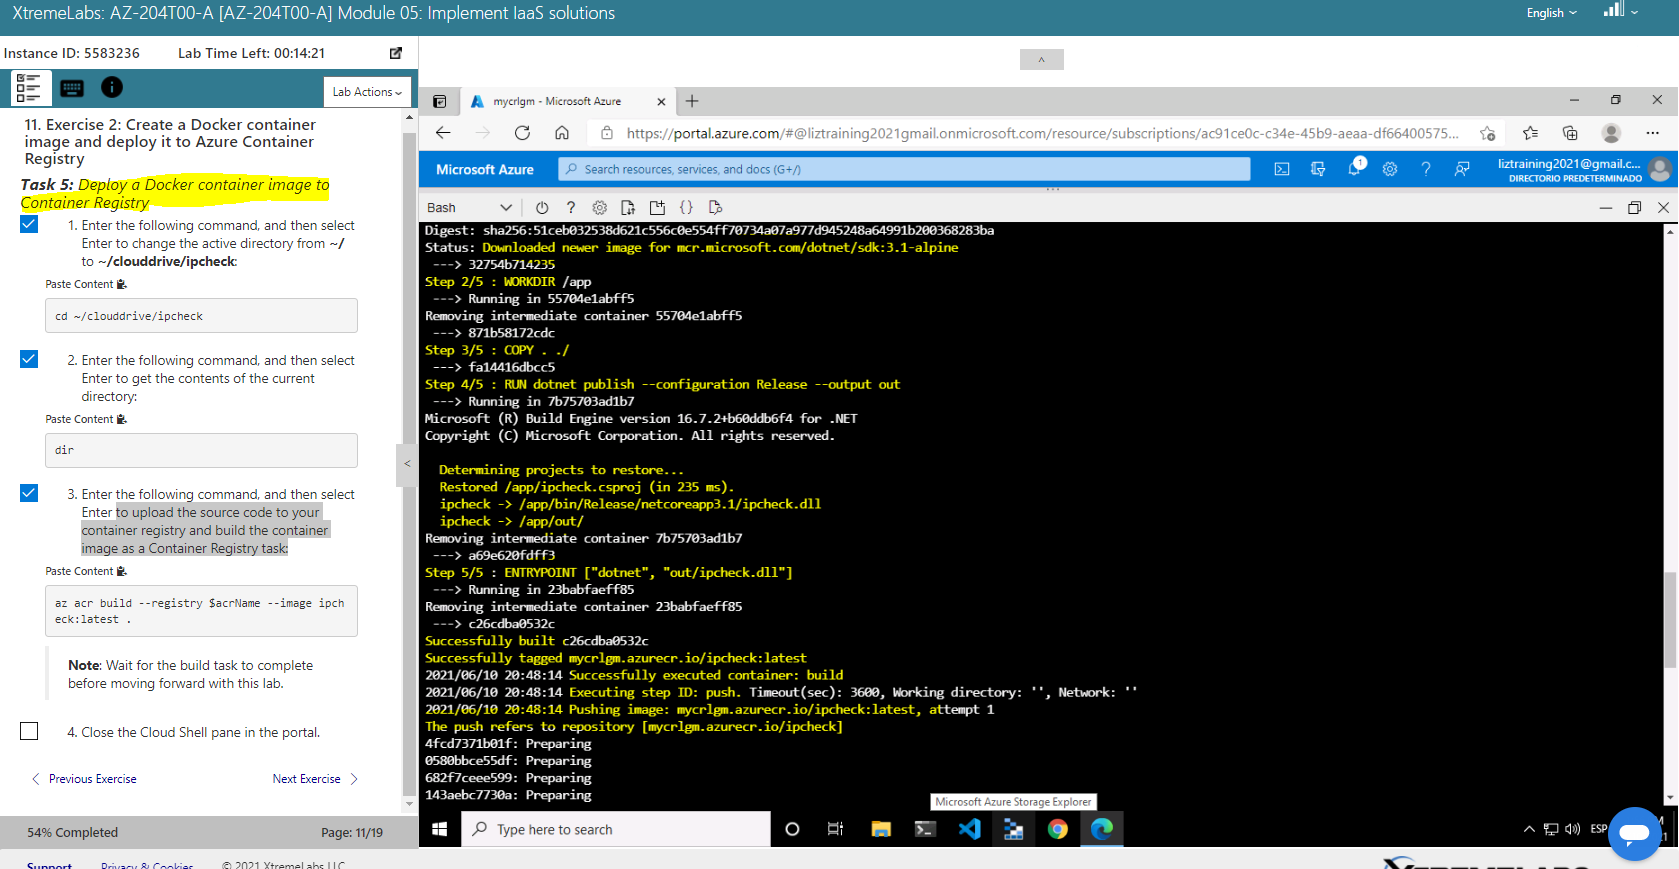 XtremeLabs: AZ-204T00-A [AZ-204T00-A] Module 05: Implement IaaS solutions
English
Instance ID: 5583236
Lab Time Left: 00:14:21
Lab Actions
11. Exercise 2: Create a Docker container
image and deploy it to Azure Container
Registry
Task 5: Deploy a Docker container image to
Container Registry
1. Enter the following command, and then select
Enter to change the active directory from ~/
to ~/clouddrive/ipcheck:
Paste Content
cd ~/clouddrive/ipcheck
2. Enter the following command, and then select
Enter to get the contents of the current
directory:
Paste Content
dir
3. Enter the following command, and then select
Enter to upload the source code to your
container registry and build the container
image as a Container Registry task:
Paste Content
az acr build --registry $acrName --image ipch
eck:latest .
Note: Wait for the build task to complete
before moving forward with this lab.
4. Close the Cloud Shell pane in the portal.
< Previous Exercise
Next Exercise >
54% Completed
Page: 11/19
Support
Privacy & Cookies
© 2021 XtremeLabs LLC
mycrlgm - Microsoft Azure
https://portal.azure.com/#@liztraining2021gmail.onmicrosoft.com/resource/subscriptions/ac91ce0c-c34e-45b9-aeaa-df66400575...
Microsoft Azure
Search resources, services, and docs (G+/)
1
liztraining2021@gmail.c...
DIRECTORIO PREDETERMINADO
Bash
Digest: sha256:51ceb032538d621c556c0e554ff70734a07a977d945248a64991b200368283ba
Status: Downloaded newer image for mcr.microsoft.com/dotnet/sdk:3.1-alpine
---> 32754b714235
Step 2/5 : WORKDIR /app
---> Running in 55704e1abff5
Removing intermediate container 55704e1abff5
---> 871b58172cdc
Step 3/5 : COPY . ./
---> fa14416dbcc5
Step 4/5 : RUN dotnet publish --configuration Release --output out
---> Running in 7b75703ad1b7
Microsoft (R) Build Engine version 16.7.2+b60ddb6f4 for .NET
Copyright (C) Microsoft Corporation. All rights reserved.
Determining projects to restore...
Restored /app/ipcheck.csproj (in 235 ms).
ipcheck -> /app/bin/Release/netcoreapp3.1/ipcheck.dll
ipcheck -> /app/out/
Removing intermediate container 7b75703ad1b7
---> a69e620fdff3
Step 5/5 : ENTRYPOINT ["dotnet", "out/ipcheck.dll"]
---> Running in 23babfaeff85
Removing intermediate container 23babfaeff85
---> c26cdba0532c
Successfully built c26cdba0532c
Successfully tagged mycrlgm.azurecr.io/ipcheck:latest
2021/06/10 20:48:14 Successfully executed container: build
2021/06/10 20:48:14 Executing step ID: push. Timeout(sec): 3600, Working directory: '', Network: ''
2021/06/10 20:48:14 Pushing image: mycrlgm.azurecr.io/ipcheck:latest, attempt 1
The push refers to repository [mycrlgm.azurecr.io/ipcheck]
4fcd7371b01f: Preparing
0580bbce55df: Preparing
682f7ceee599: Preparing
143aebc7730a: Preparing
Microsoft Azure Storage Explorer
Type here to search
ESP